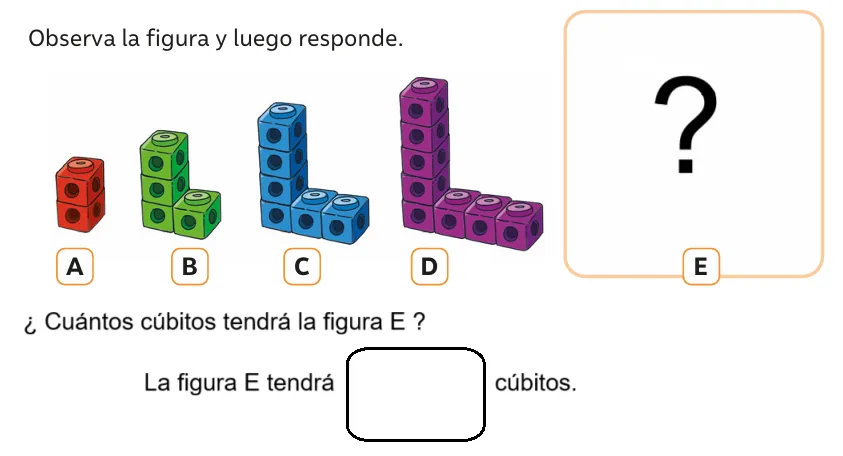 Observa la figura y luego responde.
?
A
B
C
D
E
¿ Cuántos cúbitos tendrá la figura E ?
La figura E tendrá
cúbitos.